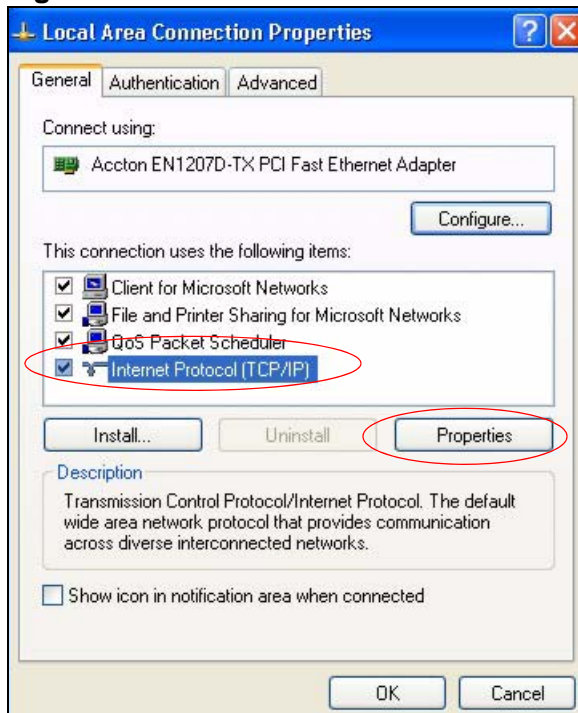 Local Area Connection Properties
General Authentication Advanced
Connect using:
Accton EN1207D-TX PCI Fast Ethernet Adapter
Configure...
This connection uses the following items:
Client for Microsoft Networks
File and Printer Sharing for Microsoft Networks
QoS Packet Scheduler
Internet Protocol (TCP/IP)
Install... Uninstall Properties
Description
Transmission Control Protocol/Internet Protocol. The default
wide area network protocol that provides communication
across diverse interconnected networks.
Show icon in notification area when connected
OK Cancel